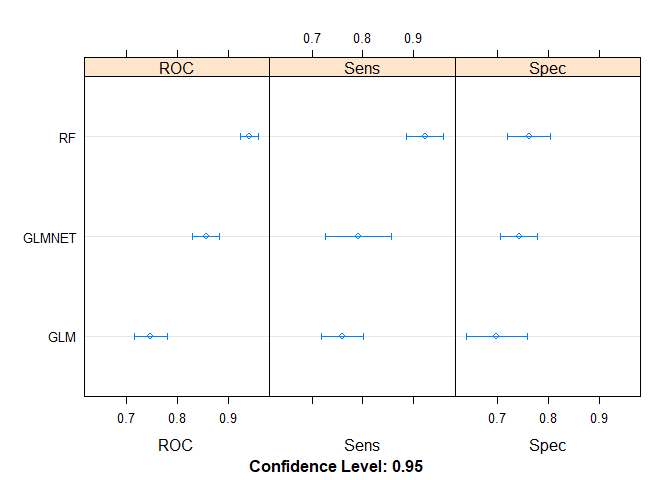 0.7 0.8 0.9
ROC Sens Spec
RF
GLMNET
GLM
0.7 0.8 0.9 0.7 0.8 0.9
ROC Sens Spec
Confidence Level: 0.95